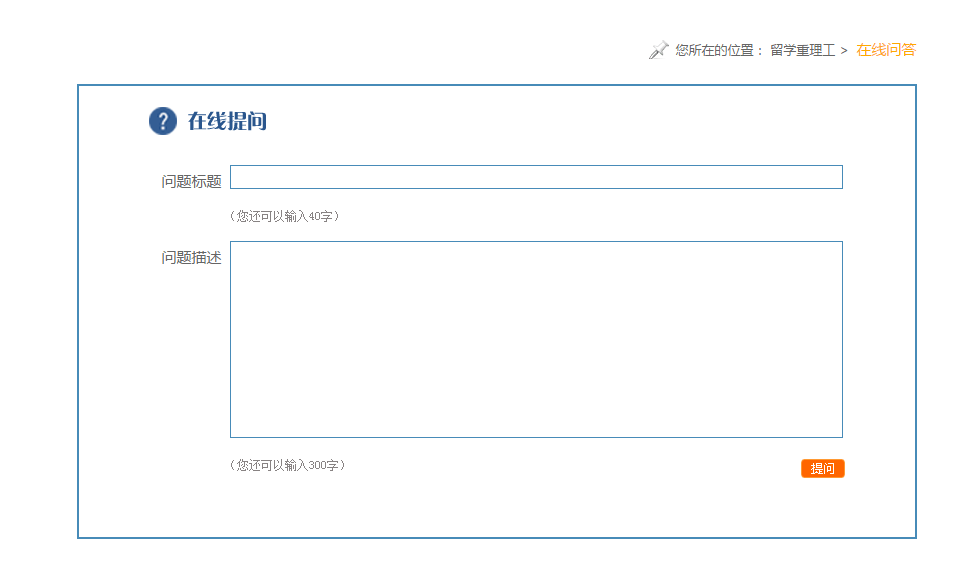 您所在的位置： 留学重理工 > 在线问答
在线提问
问题标题
（您还可以输入40字）
问题描述
（您还可以输入300字）
提问